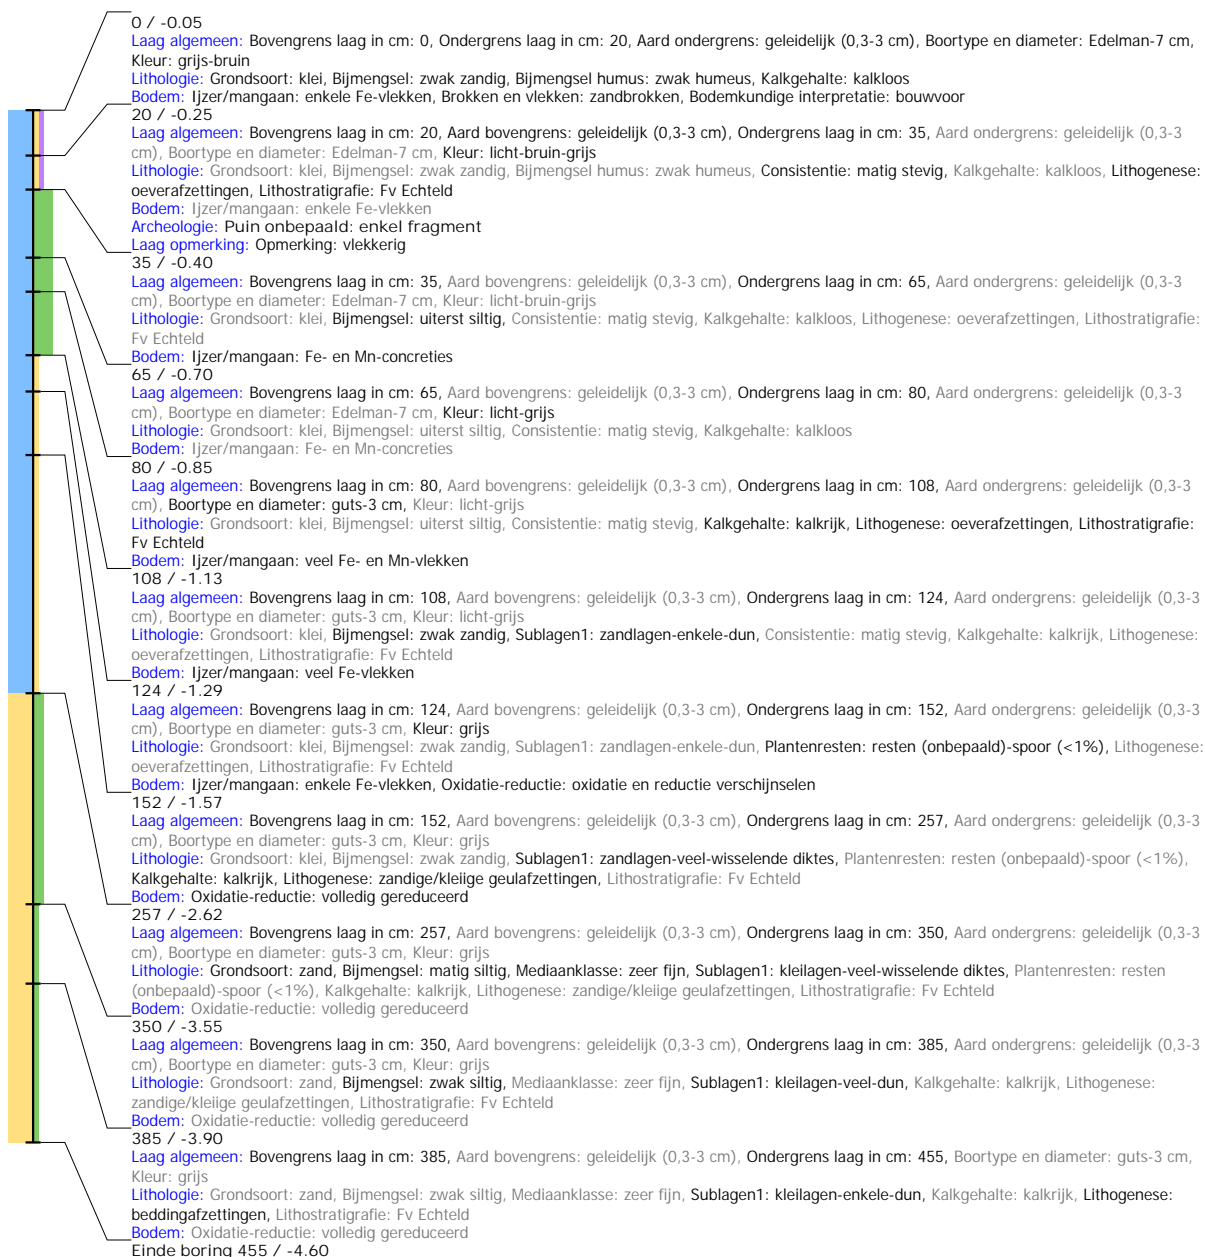 0 / -0.05
Laag algemeen: Bovengrens laag in cm: 0, Ondergrens laag in cm: 20, Aard ondergrens: geleidelijk (0,3-3 cm), Boortype en diameter: Edelman-7 cm,
Kleur: grijs-bruin
Lithologie: Grondsoort: klei, Bijmengsel: zwak zandig, Bijmengsel humus: zwak humeus, Kalkgehalte: kalkloos
Bodem: Ijzer/mangaan: enkele Fe-vlekken, Brokken en vlekken: zandbrokken, Bodemkundige interpretatie: bouwvoor
20 / -0.25
Laag algemeen: Bovengrens laag in cm: 20, Aard bovengrens: geleidelijk (0,3-3 cm), Ondergrens laag in cm: 35, Aard ondergrens: geleidelijk (0,3-3
cm), Boortype en diameter: Edelman-7 cm, Kleur: licht-bruin-grijs
Lithologie: Grondsoort: klei, Bijmengsel: zwak zandig, Bijmengsel humus: zwak humeus, Consistentie: matig stevig, Kalkgehalte: kalkloos, Lithogenese:
oeverafzettingen, Lithostratigrafie: Fv Echteld
Bodem: Ijzer/mangaan: enkele Fe-vlekken
Archeologie: Puin onbepaald: enkel fragment
Laag opmerking: Opmerking: vlekkerig
35 / -0.40
Laag algemeen: Bovengrens laag in cm: 35, Aard bovengrens: geleidelijk (0,3-3 cm), Ondergrens laag in cm: 65, Aard ondergrens: geleidelijk (0,3-3
cm), Boortype en diameter: Edelman-7 cm, Kleur: licht-bruin-grijs
Lithologie: Grondsoort: klei, Bijmengsel: uiterst siltig, Consistentie: matig stevig, Kalkgehalte: kalkloos, Lithogenese: oeverafzettingen, Lithostratigrafie:
Fv Echteld
Bodem: Ijzer/mangaan: Fe- en Mn-concreties
65 / -0.70
Laag algemeen: Bovengrens laag in cm: 65, Aard bovengrens: geleidelijk (0,3-3 cm), Ondergrens laag in cm: 80, Aard ondergrens: geleidelijk (0,3-3
cm), Boortype en diameter: Edelman-7 cm, Kleur: licht-grijs
Lithologie: Grondsoort: klei, Bijmengsel: uiterst siltig, Consistentie: matig stevig, Kalkgehalte: kalkloos
Bodem: Ijzer/mangaan: Fe- en Mn-concreties
80 / -0.85
Laag algemeen: Bovengrens laag in cm: 80, Aard bovengrens: geleidelijk (0,3-3 cm), Ondergrens laag in cm: 108, Aard ondergrens: geleidelijk (0,3-3
cm), Boortype en diameter: guts-3 cm, Kleur: licht-grijs
Lithologie: Grondsoort: klei, Bijmengsel: uiterst siltig, Consistentie: matig stevig, Kalkgehalte: kalkrijk, Lithogenese: oeverafzettingen, Lithostratigrafie:
Fv Echteld
Bodem: Ijzer/mangaan: veel Fe- en Mn-vlekken
108 / -1.13
Laag algemeen: Bovengrens laag in cm: 108, Aard bovengrens: geleidelijk (0,3-3 cm), Ondergrens laag in cm: 124, Aard ondergrens: geleidelijk (0,3-3
cm), Boortype en diameter: guts-3 cm, Kleur: licht-grijs
Lithologie: Grondsoort: klei, Bijmengsel: zwak zandig, Sublagen1: zandlagen-enkele-dun, Consistentie: matig stevig, Kalkgehalte: kalkrijk, Lithogenese:
oeverafzettingen, Lithostratigrafie: Fv Echteld
Bodem: Ijzer/mangaan: veel Fe-vlekken
124 / -1.29
Laag algemeen: Bovengrens laag in cm: 124, Aard bovengrens: geleidelijk (0,3-3 cm), Ondergrens laag in cm: 152, Aard ondergrens: geleidelijk (0,3-3
cm), Boortype en diameter: guts-3 cm, Kleur: grijs
Lithologie: Grondsoort: klei, Bijmengsel: zwak zandig, Sublagen1: zandlagen-enkele-dun, Plantenresten: resten (onbepaald)-spoor (<1%), Lithogenese:
oeverafzettingen, Lithostratigrafie: Fv Echteld
Bodem: Ijzer/mangaan: enkele Fe-vlekken, Oxidatie-reductie: oxidatie en reductie verschijnselen
152 / -1.57
Laag algemeen: Bovengrens laag in cm: 152, Aard bovengrens: geleidelijk (0,3-3 cm), Ondergrens laag in cm: 257, Aard ondergrens: geleidelijk (0,3-3
cm), Boortype en diameter: guts-3 cm, Kleur: grijs
Lithologie: Grondsoort: klei, Bijmengsel: zwak zandig, Sublagen1: zandlagen-veel-wisselende diktes, Plantenresten: resten (onbepaald)-spoor (<1%),
Kalkgehalte: kalkrijk, Lithogenese: zandige/kleiige geulafzettingen, Lithostratigrafie: Fv Echteld
Bodem: Oxidatie-reductie: volledig gereduceerd
257 / -2.62
Laag algemeen: Bovengrens laag in cm: 257, Aard bovengrens: geleidelijk (0,3-3 cm), Ondergrens laag in cm: 350, Aard ondergrens: geleidelijk (0,3-3
cm), Boortype en diameter: guts-3 cm, Kleur: grijs
Lithologie: Grondsoort: zand, Bijmengsel: matig siltig, Mediaanklasse: zeer fijn, Sublagen1: kleilagen-veel-wisselende diktes, Plantenresten: resten
(onbepaald)-spoor (<1%), Kalkgehalte: kalkrijk, Lithogenese: zandige/kleiige geulafzettingen, Lithostratigrafie: Fv Echteld
Bodem: Oxidatie-reductie: volledig gereduceerd
350 / -3.55
Laag algemeen: Bovengrens laag in cm: 350, Aard bovengrens: geleidelijk (0,3-3 cm), Ondergrens laag in cm: 385, Aard ondergrens: geleidelijk (0,3-3
cm), Boortype en diameter: guts-3 cm, Kleur: grijs
Lithologie: Grondsoort: zand, Bijmengsel: zwak siltig, Mediaanklasse: zeer fijn, Sublagen1: kleilagen-veel-dun, Kalkgehalte: kalkrijk, Lithogenese:
zandige/kleiige geulafzettingen, Lithostratigrafie: Fv Echteld
Bodem: Oxidatie-reductie: volledig gereduceerd
385 / -3.90
Laag algemeen: Bovengrens laag in cm: 385, Aard bovengrens: geleidelijk (0,3-3 cm), Ondergrens laag in cm: 455, Boortype en diameter: guts-3 cm,
Kleur: grijs
Lithologie: Grondsoort: zand, Bijmengsel: zwak siltig, Mediaanklasse: zeer fijn, Sublagen1: kleilagen-enkele-dun, Kalkgehalte: kalkrijk, Lithogenese:
beddingafzettingen, Lithostratigrafie: Fv Echteld
Bodem: Oxidatie-reductie: volledig gereduceerd
Einde boring 455 / -4.60